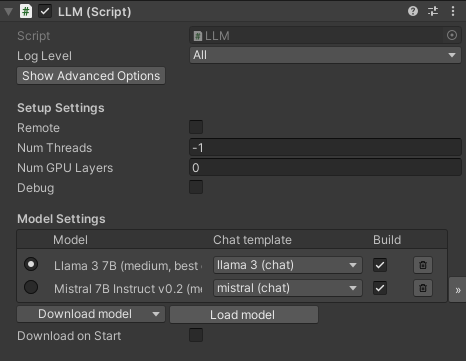 LLM (Script)
Script LLM
Log Level All
Show Advanced Options
Setup Settings
Remote
Num Threads -1
Num GPU Layers 0
Debug
Model Settings
Model Chat template Build
Llama 3 7B (medium, best llama 3 (chat)
Mistral 7B Instruct v0.2 (m mistral (chat)
»
Download model Load model
Download on Start